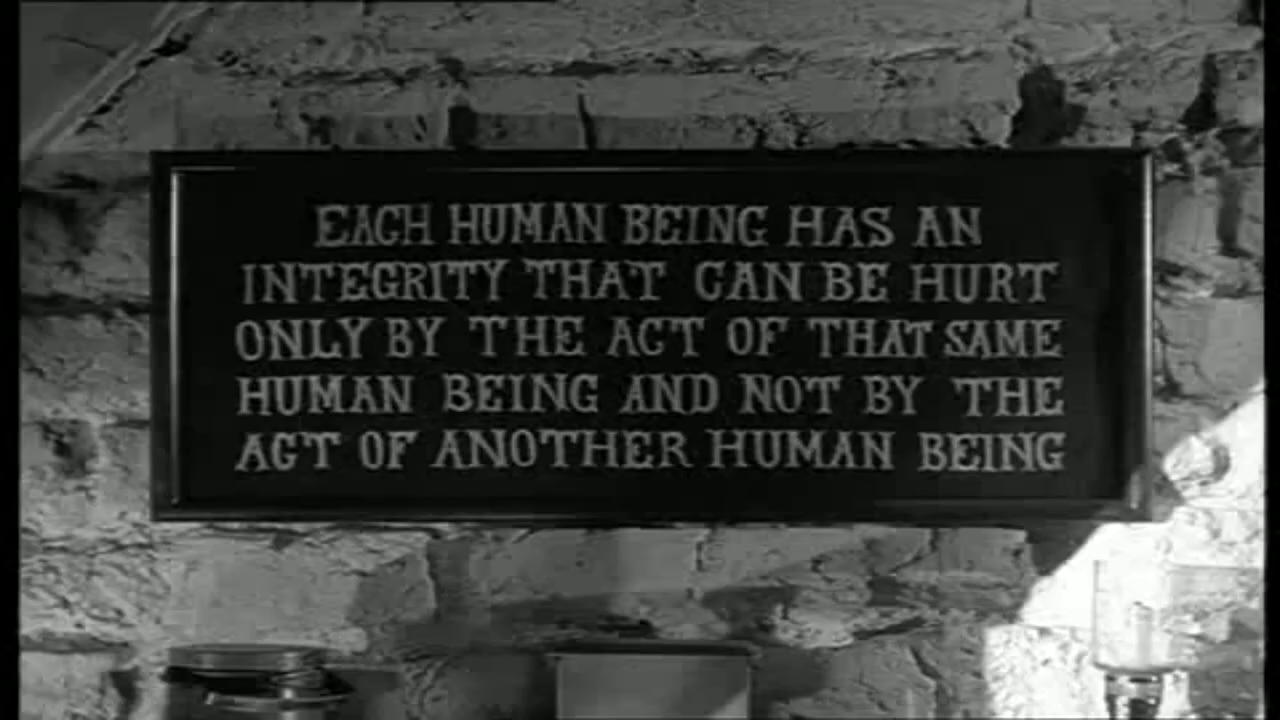 EACH HUMAN BEING HAS AN
INTEGRITY THAT CAN BE HURT
ONLY BY THE ACT OF THAT SAME
HUMAN BEING AND NOT BY THE
ACT OF ANOTHER HUMAN BEING